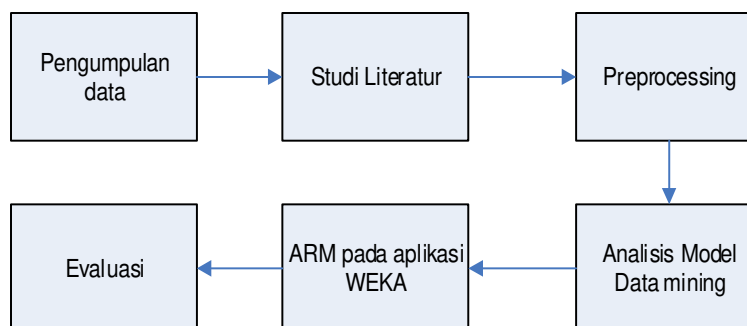 Pengumpulan
data
Studi Literatur
Preprocessing
Analisis Model
Data mining
ARM pada aplikasi
WEKA
Evaluasi